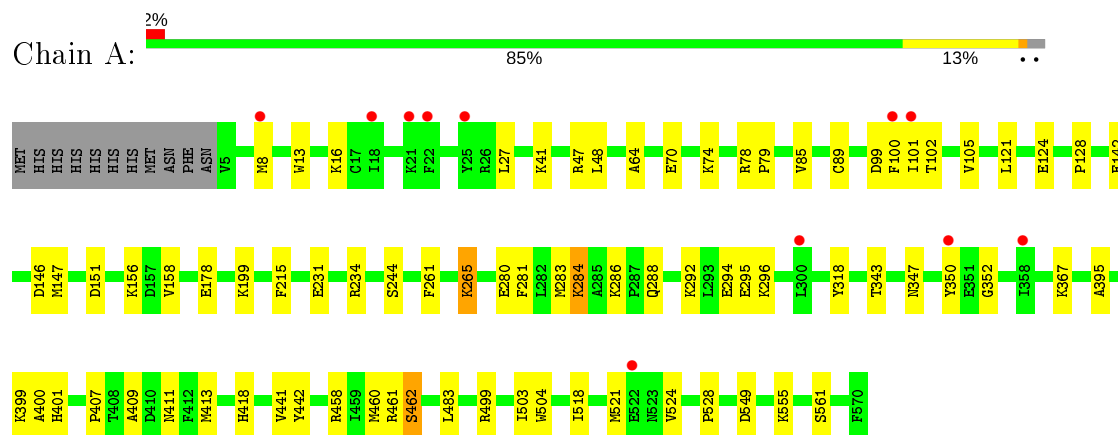 2%
Chain A:
85% 13% • •
MET HIS HIS HIS HIS HIS HIS MET ASN PHE ASN V5 M8 W13 K16 C17 I18 K21 F22 Y25 R26 L27 K41 R47 L48 A64 E70 K74 R78 P79 V85 C89 D99 F100 I101 T102 V105 L121 E124 P128
D146 M147 D151 K156 D157 V158 E178 K199 F215 E231 R234 S244 F261 K265 E280 F281 L282 M283 K284 A285 K286 P287 Q288 K292 L293 E294 E295 K296 L300 Y318 T343 N347 Y350 E351 G352 I358 K367 A395
K399 A400 H401 P407 T408 A409 D410 N411 F412 M413 H418 Y442 R458 I459 M460 R461 S462 L483 R499 I503 W504 I518 M521 E522 N523 V524 P528 D549 K555 S561 F570